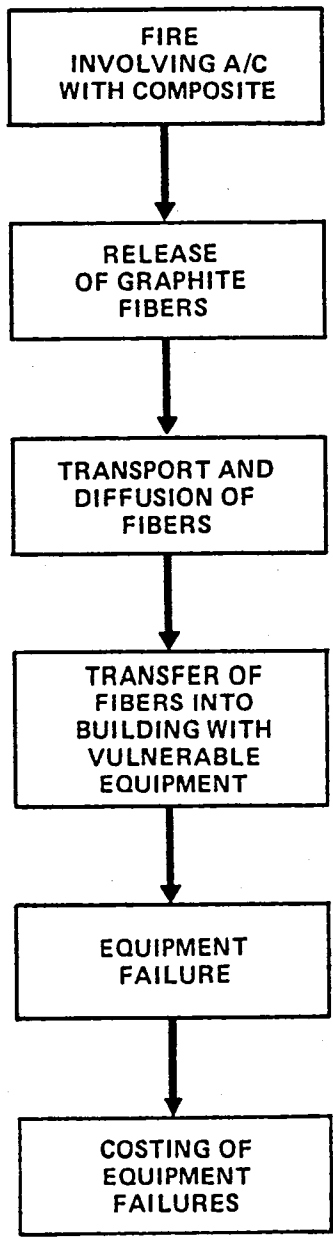 FIRE
INVOLVING A/C
WITH COMPOSITE
RELEASE
OF GRAPHITE
FIBERS
TRANSPORT AND
DIFFUSION OF
FIBERS
TRANSFER OF
FIBERS INTO
BUILDING WITH
VULNERABLE
EQUIPMENT
EQUIPMENT
FAILURE
COSTING OF
EQUIPMENT
FAILURES